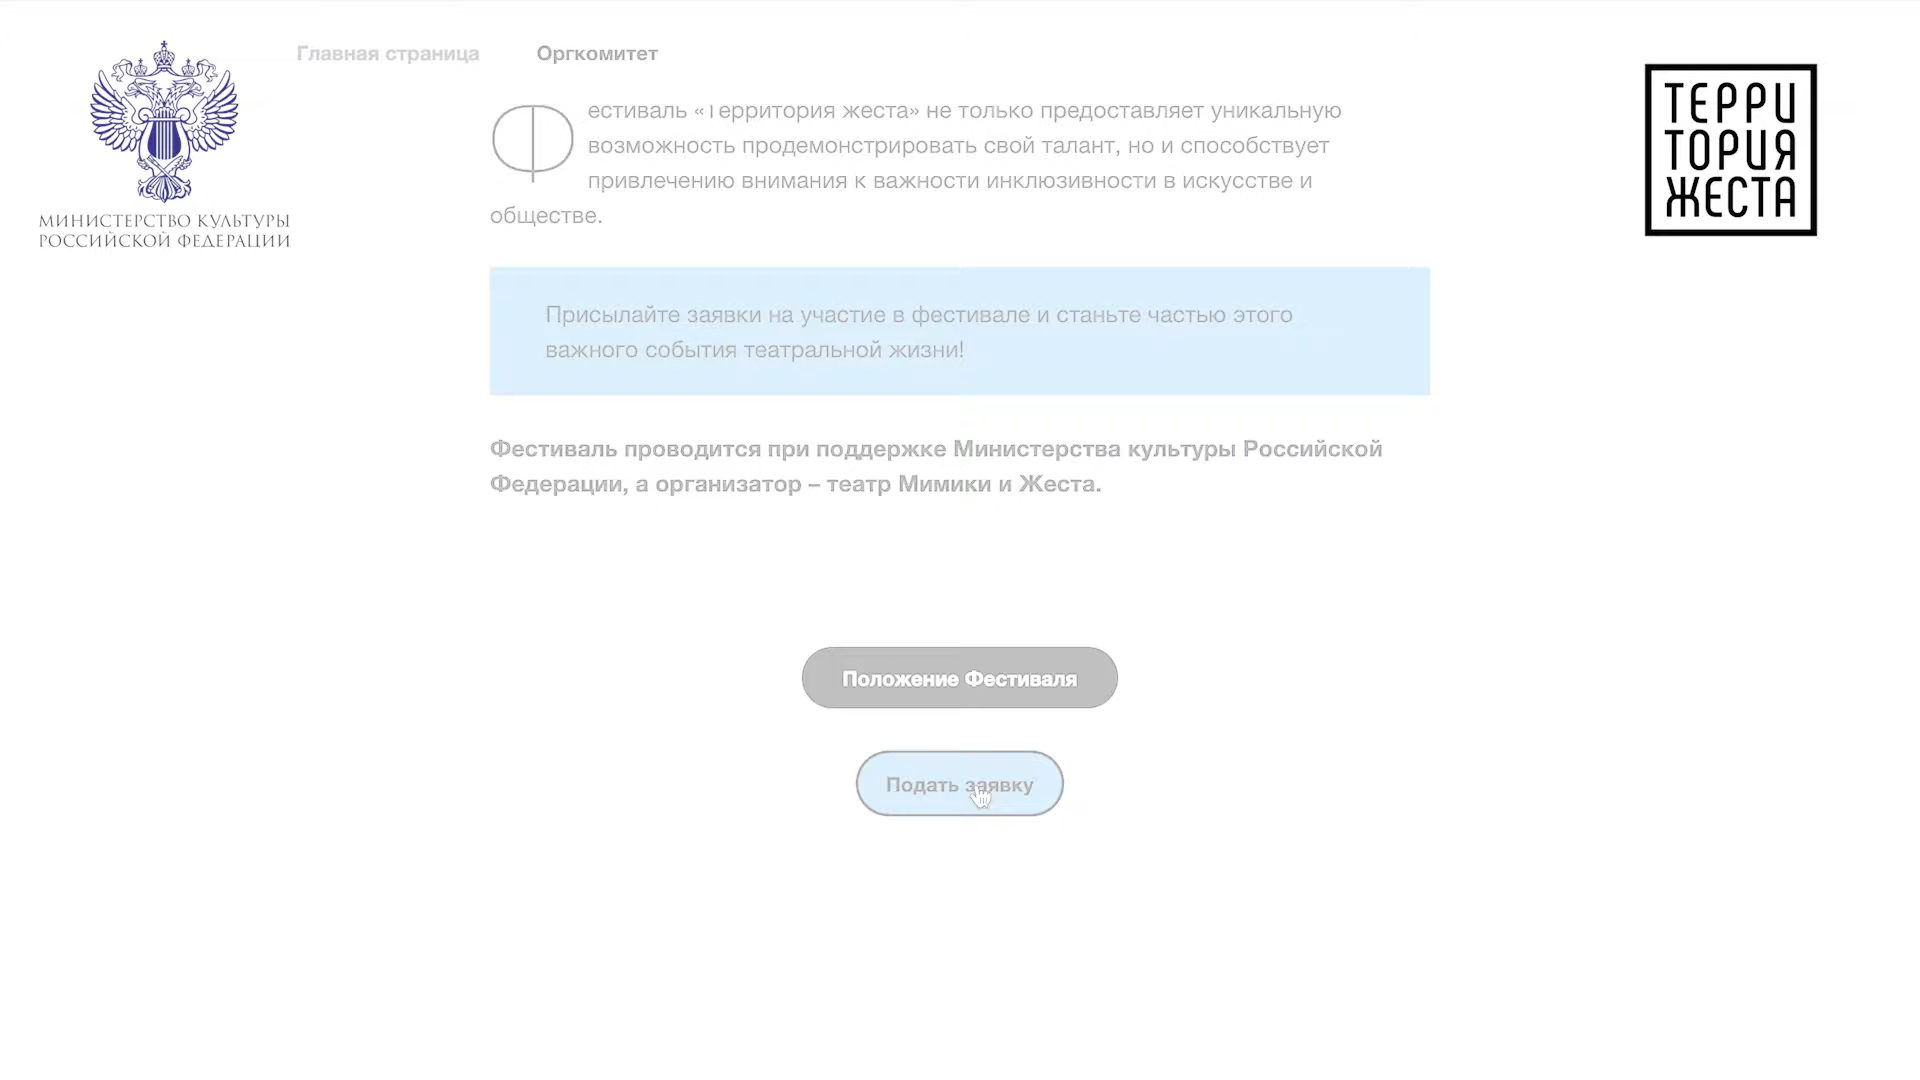 Главная страница
Оргкомитет
МИНИСТЕРСТВО КУЛЬТУРЫ
РОССИЙСКОЙ ФЕДЕРАЦИИ
ТЕРРИ
ТОРИЯ
ЖЕСТА
Фестиваль «Территория жеста» не только предоставляет уникальную
возможность продемонстрировать свой талант, но и способствует
привлечению внимания к важности инклюзивности в искусстве и
обществе.
Присылайте заявки на участие в фестивале и станьте частью этого
важного события театральной жизни!
Фестиваль проводится при поддержке Министерства культуры Российской
Федерации, а организатор – театр Мимики и Жеста.
Положение Фестиваля
Подать заявку